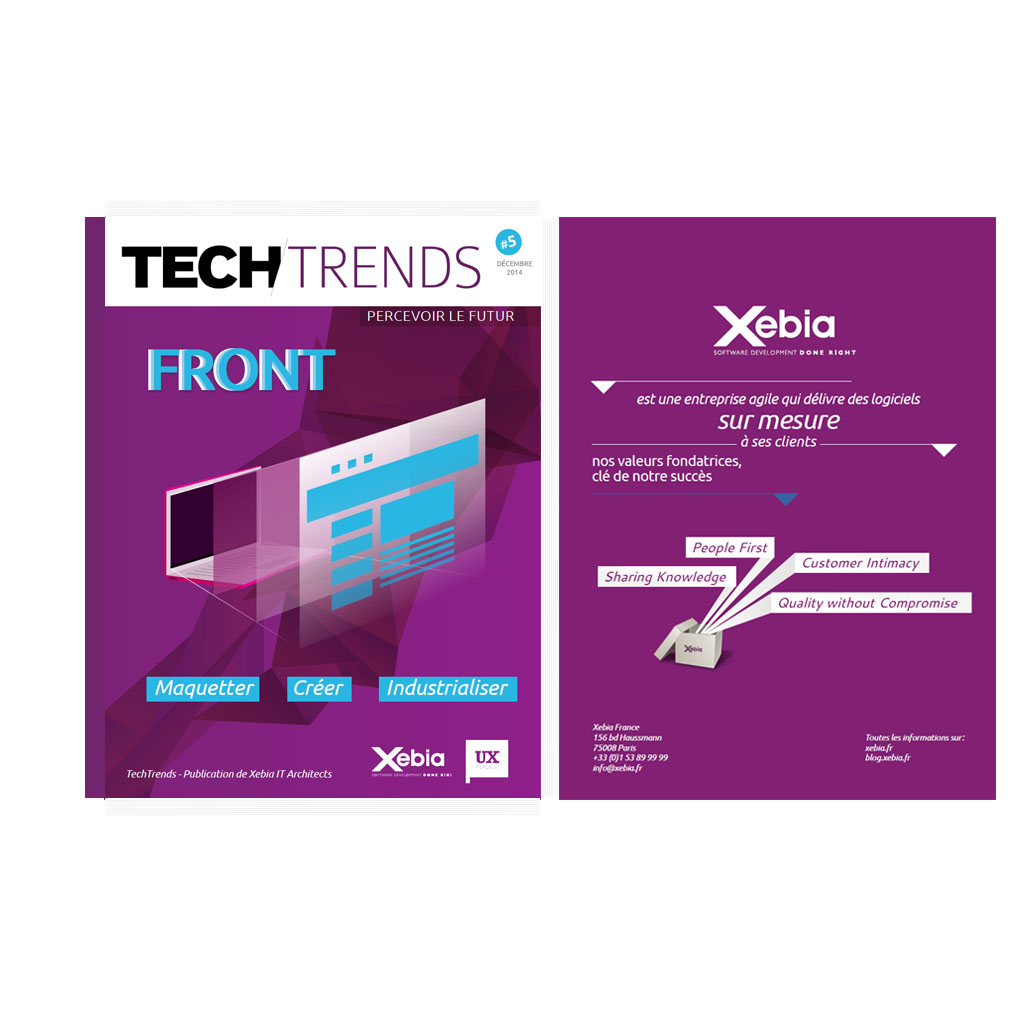 TECH/TRENDS
#5
DÉCEMBRE
2014
PERCEVOIR LE FUTUR
FRONT
Maquetter
Créer
Industrialiser
Xebia
SOFTWARE DEVELOPMENT DONE RIGHT
UX
TechTrends - Publication de Xebia IT Architects
Xebia
SOFTWARE DEVELOPMENT DONE RIGHT
est une entreprise agile qui délivre des logiciels
sur mesure
à ses clients
nos valeurs fondatrices,
clé de notre succès
People First
Sharing Knowledge
Customer Intimacy
Quality without Compromise
Xebia
Xebia France
156 bd Haussmann
75008 Paris
+33 (0)1 53 89 99 99
info@xebia.fr
Toutes les informations sur:
xebia.fr
blog.xebia.fr